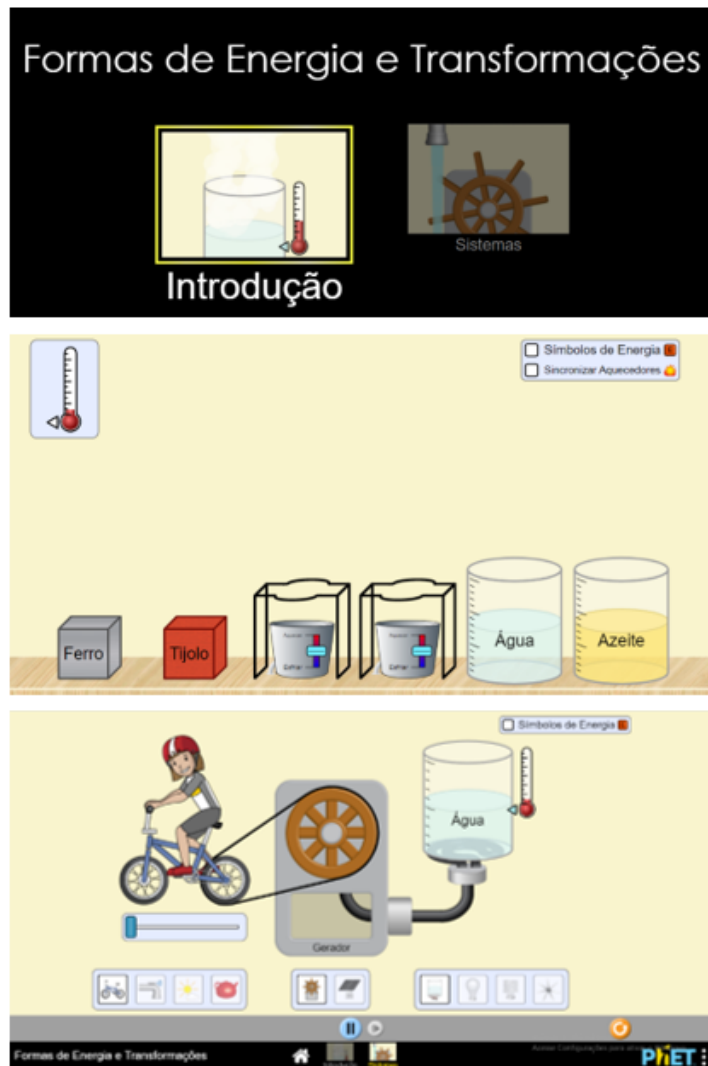 Formas de Energia e Transformações
Sistemas
Introdução
Símbolos de Energia E
Sincronizar Aquecedores
Ferro
Tijolo
Água
Azeite
Símbolos de Energia E
Água
Gerador
Formas de Energia e Transformações
Sistemas
PhET